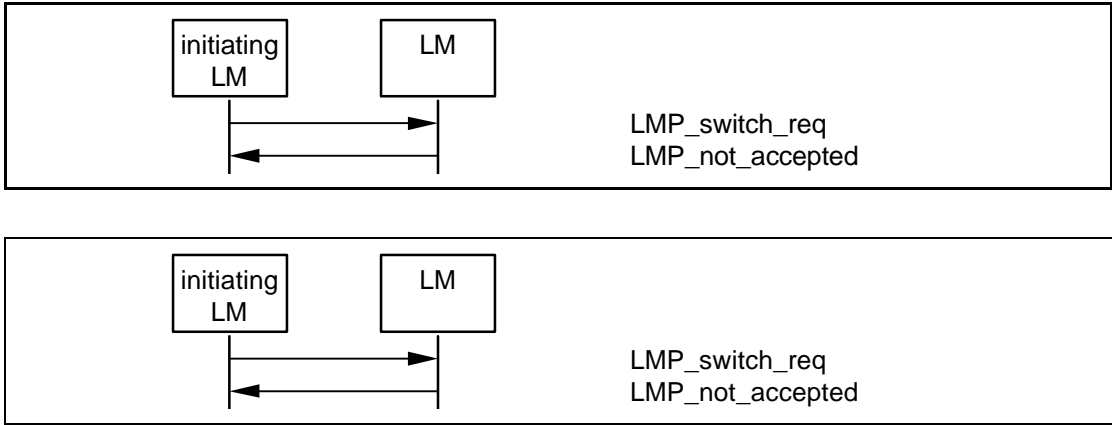 initiating
LM
LM
LMP_switch_req
LMP_not_accepted
initiating
LM
LM
LMP_switch_req
LMP_not_accepted